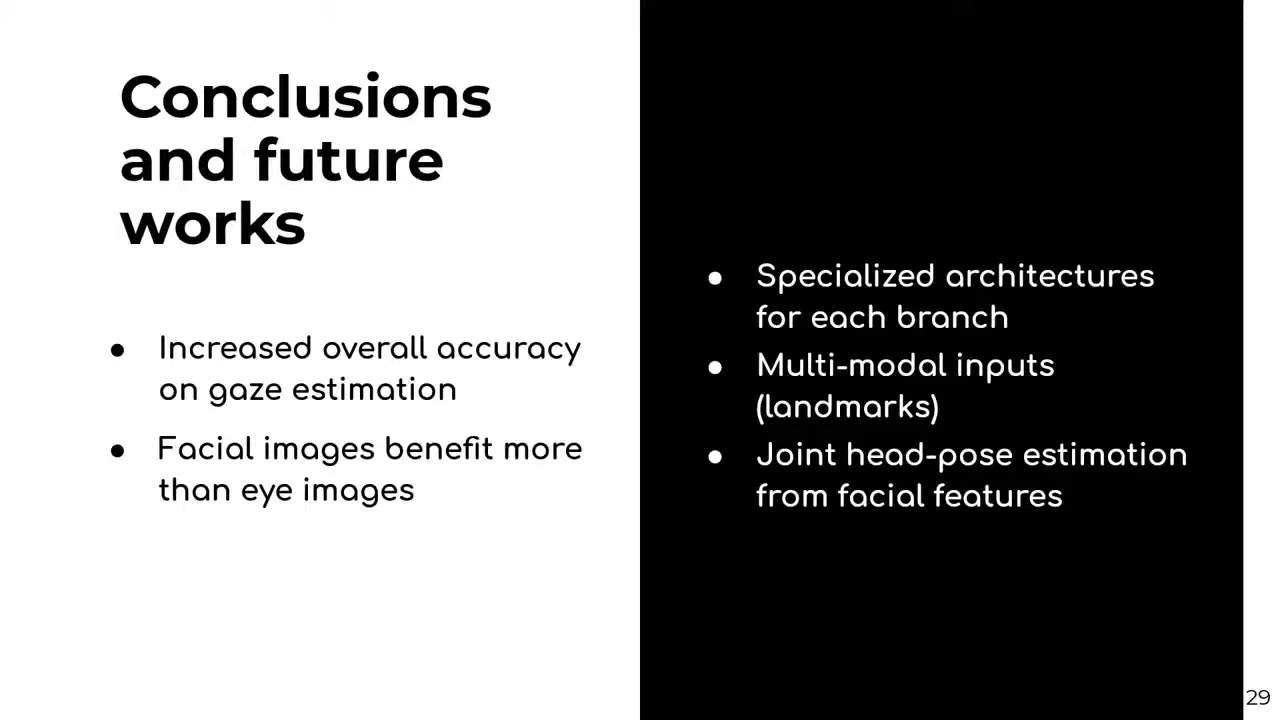 Conclusions
and future
works
● Increased overall accuracy
on gaze estimation
● Facial images benefit more
than eye images
● Specialized architectures
for each branch
● Multi-modal inputs
(landmarks)
● Joint head-pose estimation
from facial features
29